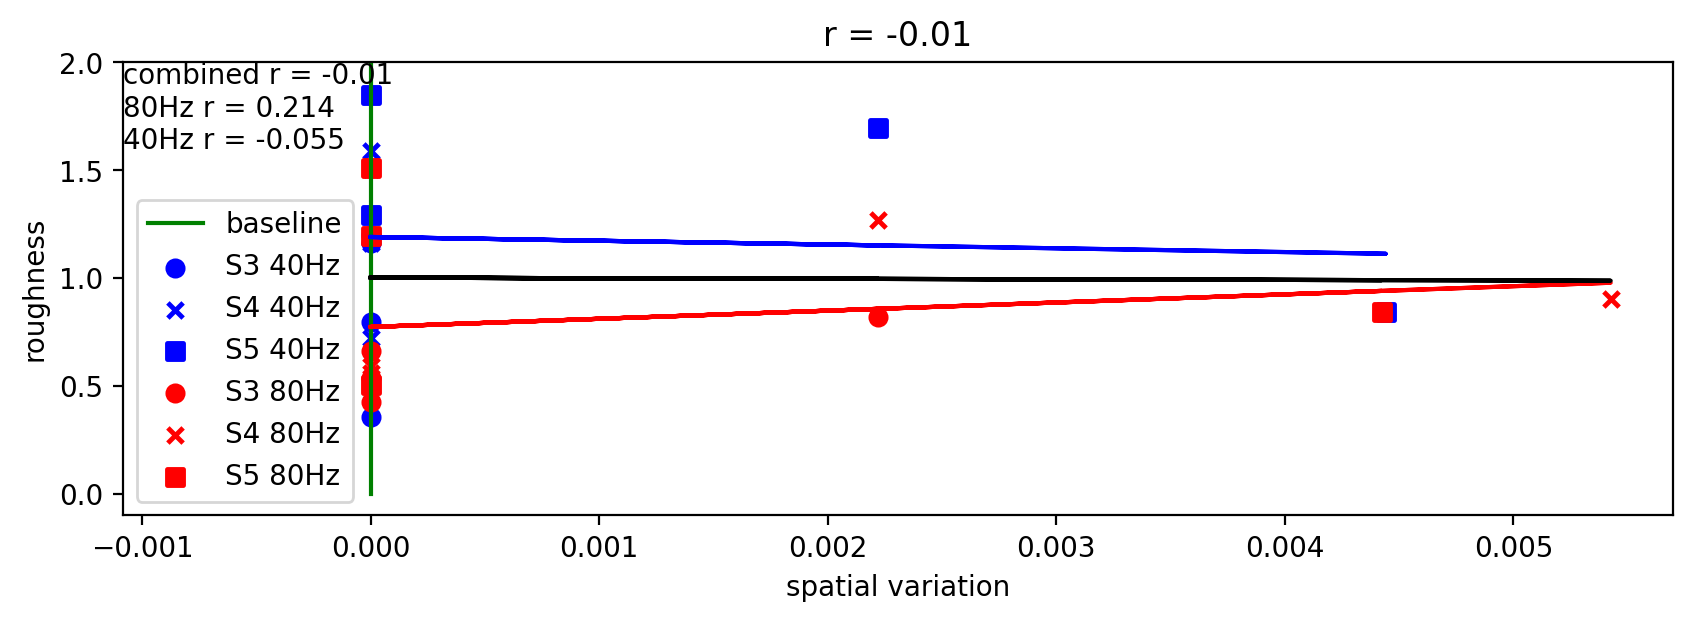 r = -0.01
combined r = -0.01
80Hz r = 0.214
40Hz r = -0.055
2.0
1.5
1.0
0.5
0.0
roughness
baseline
S3 40Hz
S4 40Hz
S5 40Hz
S3 80Hz
S4 80Hz
S5 80Hz
−0.001 0.000 0.001 0.002 0.003 0.004 0.005
spatial variation